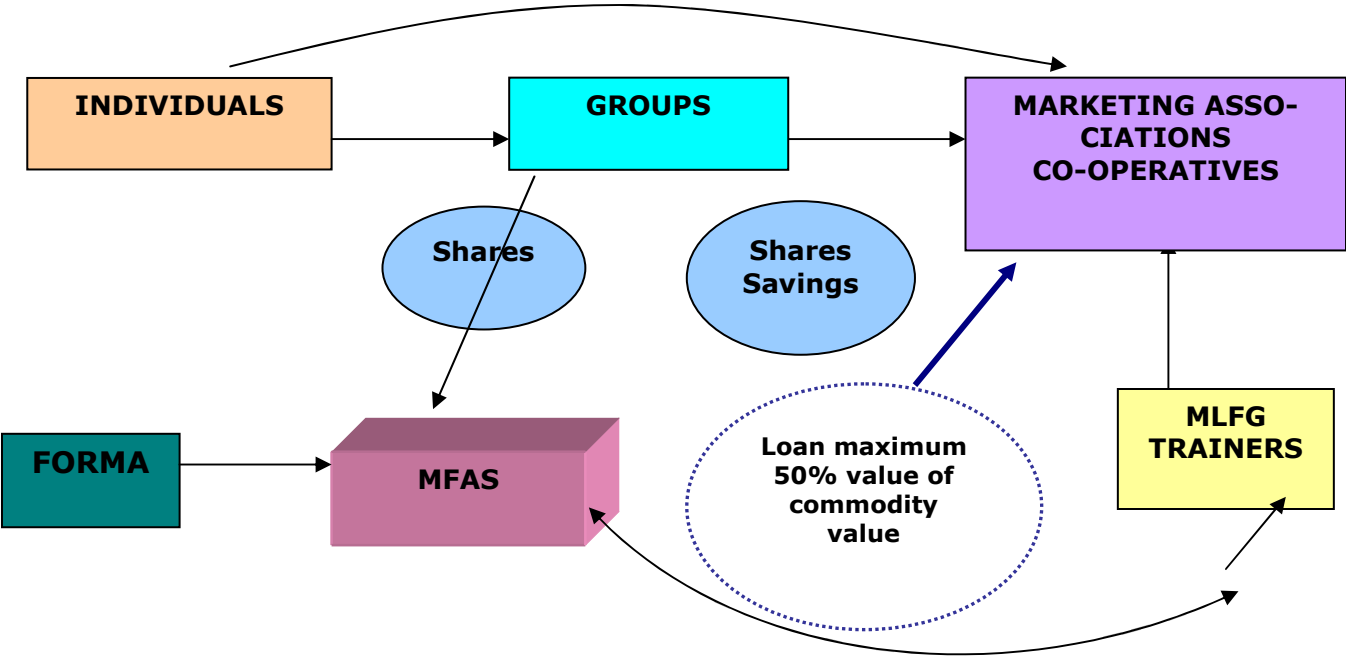 INDIVIDUALS
GROUPS
MARKETING ASSO-
CIATIONS
CO-OPERATIVES
Shares
Shares
Savings
FORMA
MFAS
Loan maximum
50% value of
commodity
value
MLFG
TRAINERS